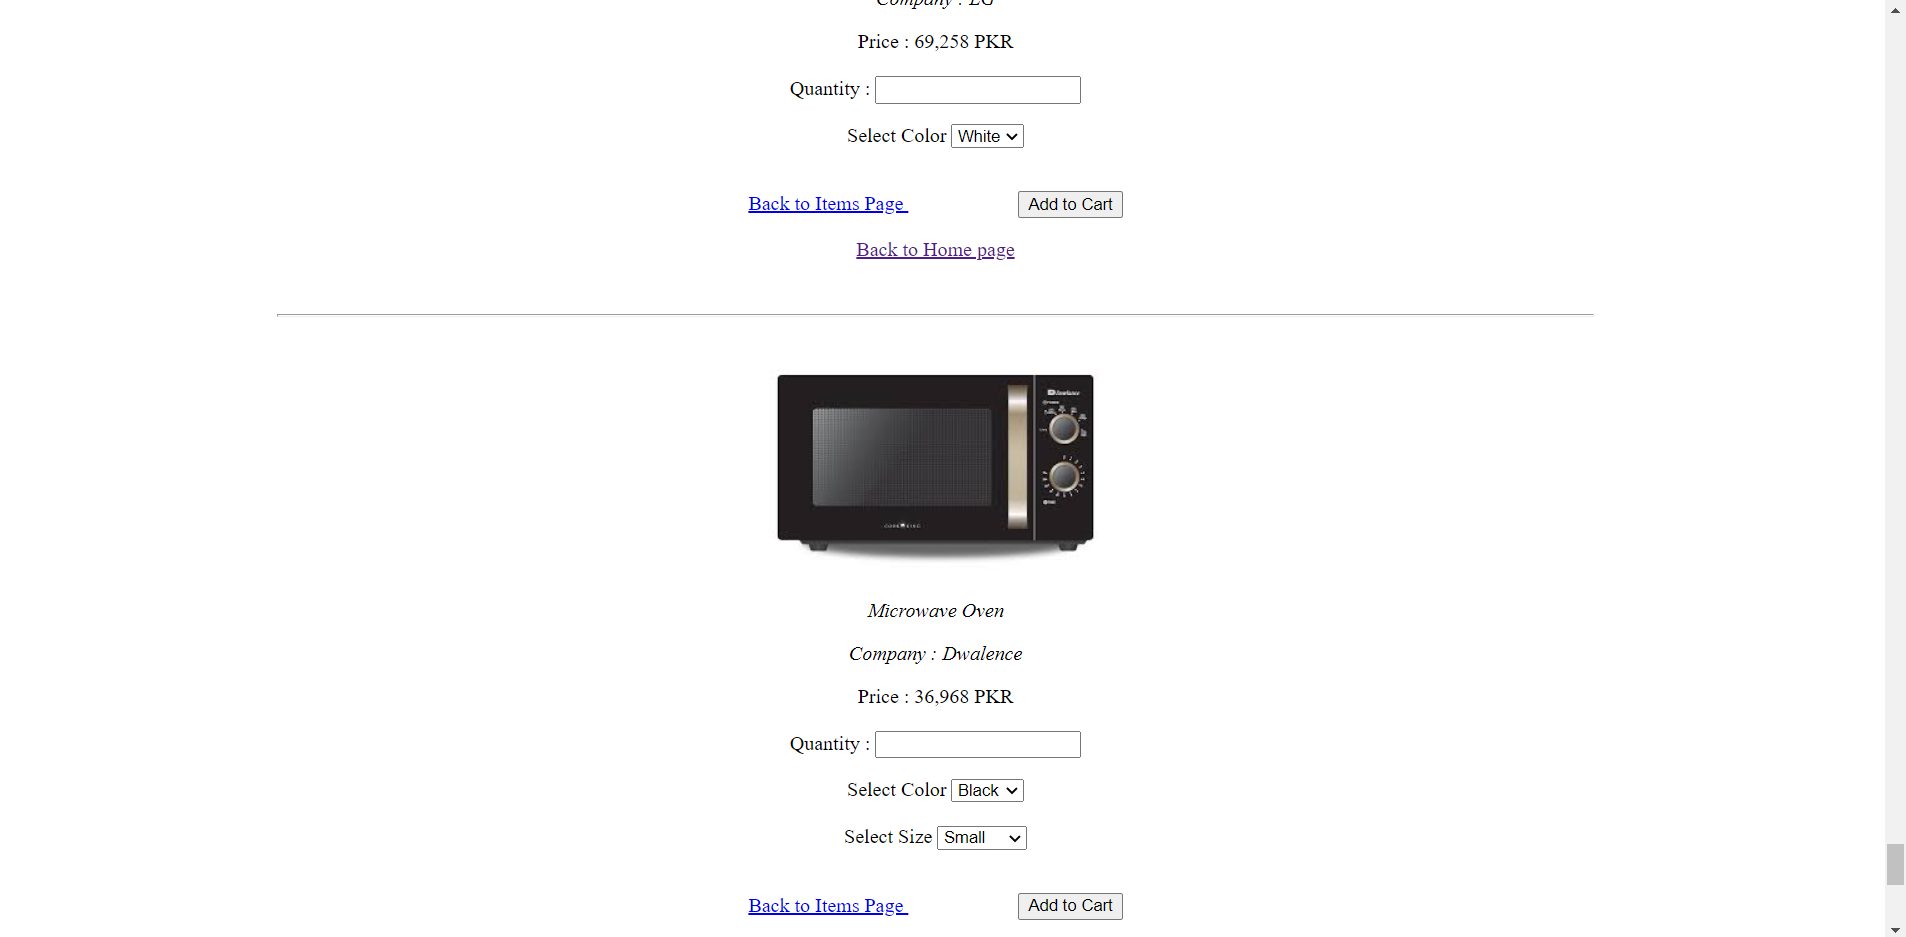 Company : LG
Price : 69,258 PKR
Quantity :
Select Color White
Back to Items Page Add to Cart
Back to Home page
Dawlance
Microwave Oven
Company : Dwalence
Price : 36,968 PKR
Quantity :
Select Color Black
Select Size Small
Back to Items Page Add to Cart